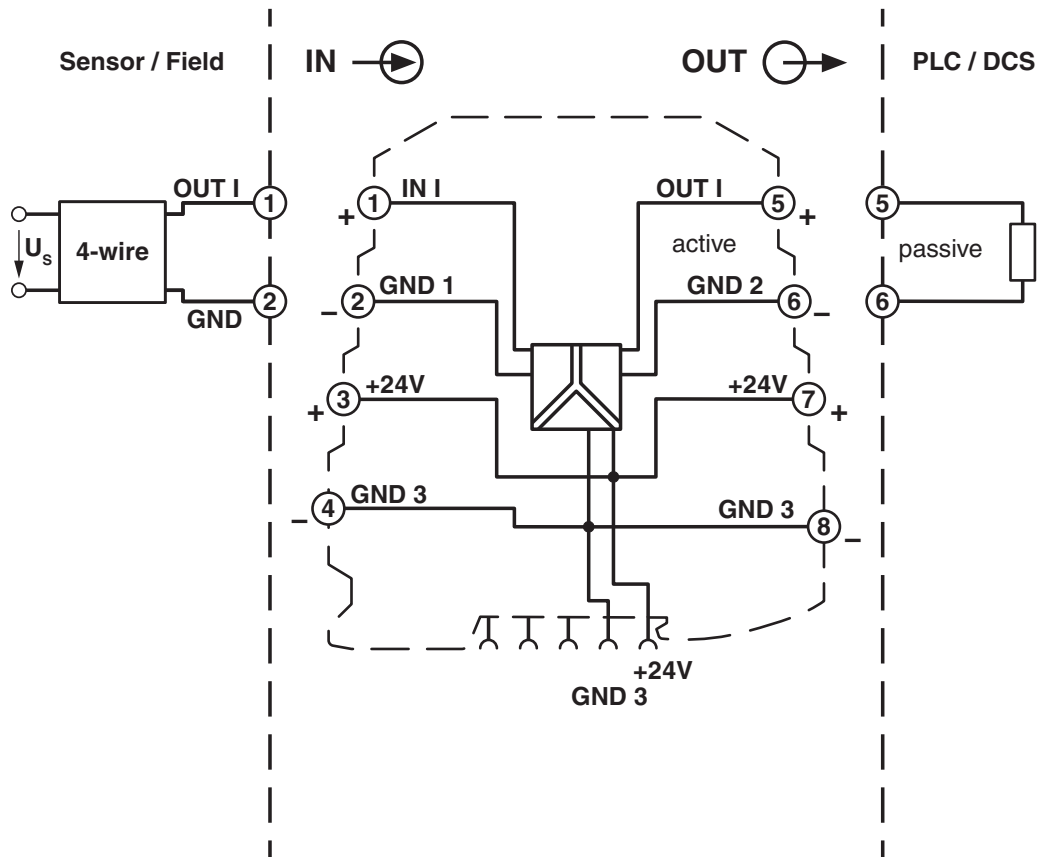 Sensor / Field
IN
OUT
PLC / DCS
OUT I
1
1
IN I
+
OUT I
5
+
5
Us
4-wire
active
passive
2
GND
2
GND 1
–
GND 2
6
–
6
3
+24V
+
+24V
7
+
4
GND 3
–
GND 3
8
–
+24V
GND 3